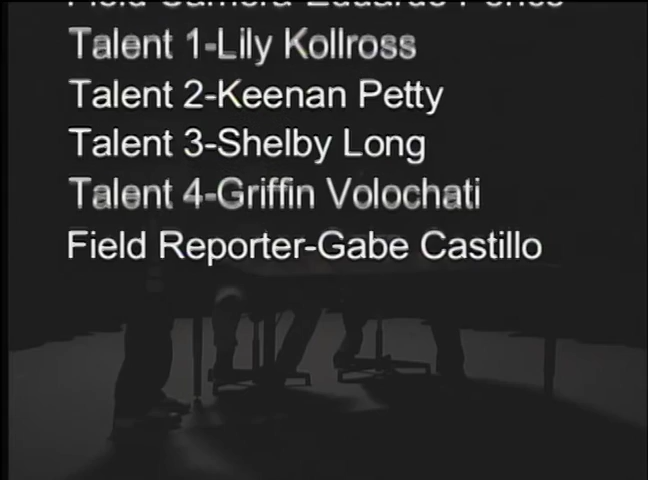 Talent 1-Lily Kollross
Talent 2-Keenan Petty
Talent 3-Shelby Long
Talent 4-Griffin Volochati
Field Reporter-Gabe Castillo